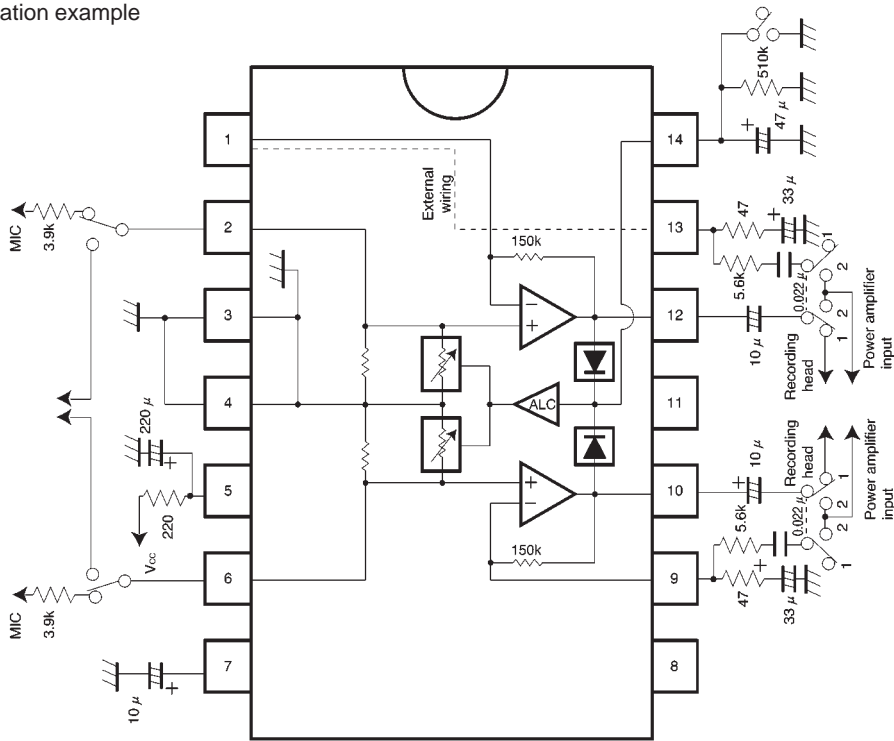 ation example
510k
47 μ
1
14
External
wiring
33 μ
+
47
MIC
3.9k
2
13
150k
5.6k
0.022 μ
1
2
−
+
3
12
10 μ
2
1
Recording
head
Power amplifier
input
4
ALC
11
220 μ
+
5
220
Vcc
+
−
10
10 μ
+
Recording
head
Power amplifier
input
1
2
2
1
0.022 μ
5.6k
150k
MIC
3.9k
6
9
47
+
33 μ
10 μ
+
7
8